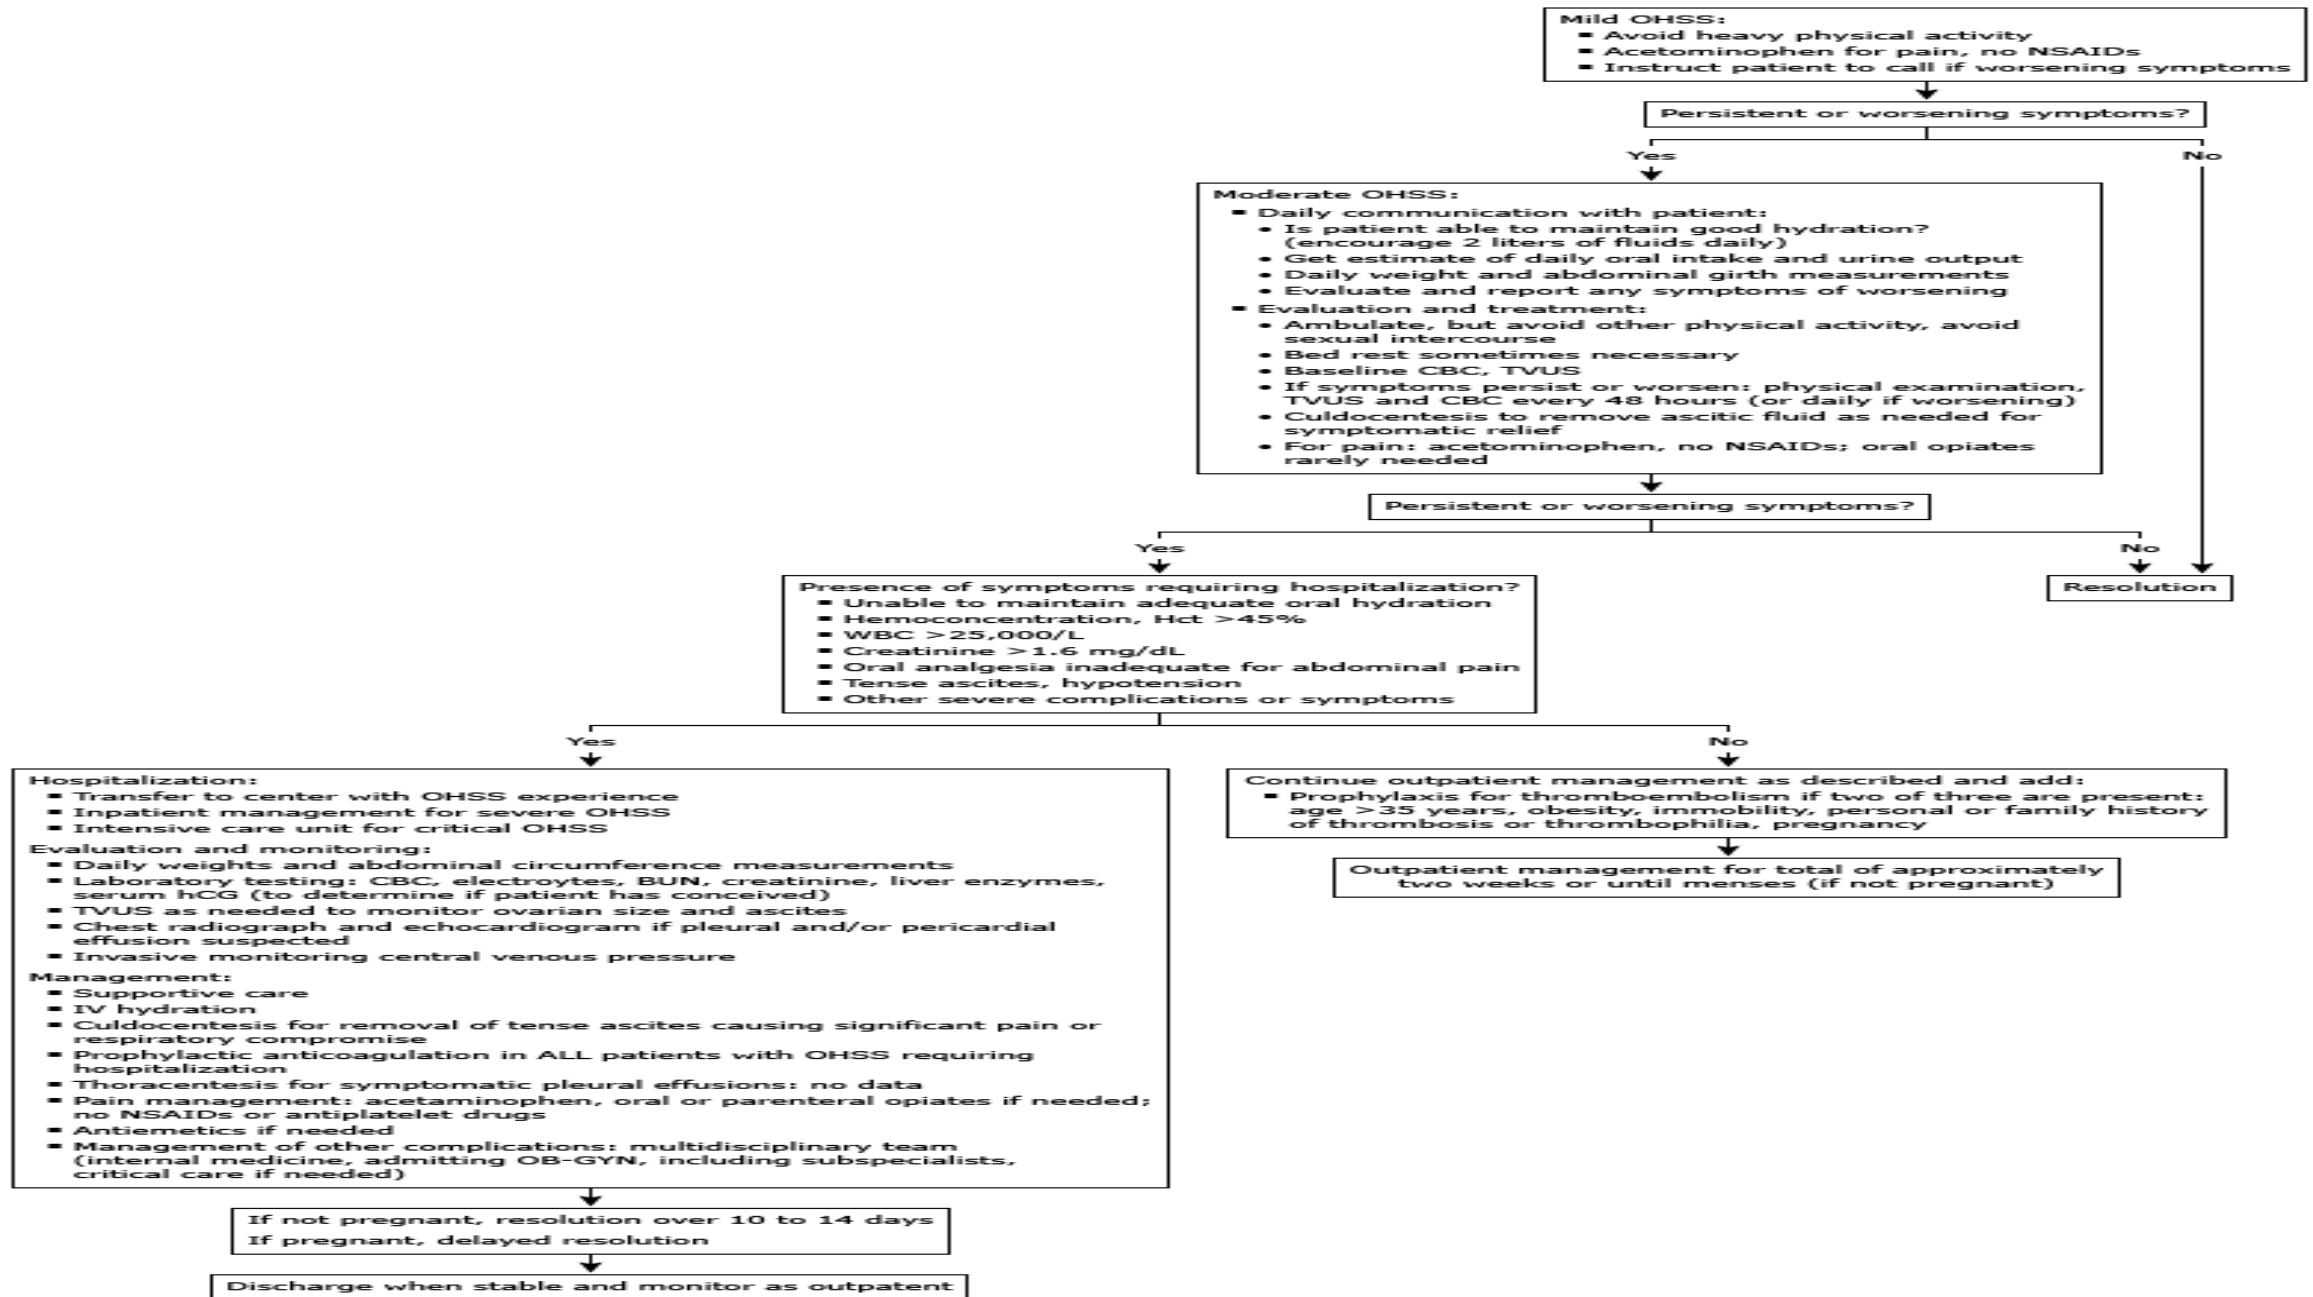 Mild OHSS:
▪ Avoid heavy physical activity
▪ Acetominophen for pain, no NSAIDs
▪ Instruct patient to call if worsening symptoms
Persistent or worsening symptoms?
Yes
No
Moderate OHSS:
▪ Daily communication with patient:
• Is patient able to maintain good hydration?
(encourage 2 liters of fluids daily)
• Get estimate of daily oral intake and urine output
• Daily weight and abdominal girth measurements
• Evaluate and report any symptoms of worsening
▪ Evaluation and treatment:
• Ambulate, but avoid other physical activity, avoid
sexual intercourse
• Bed rest sometimes necessary
• Baseline CBC, TVUS
• If symptoms persist or worsen: physical examination,
TVUS and CBC every 48 hours (or daily if worsening)
• Culdocentesis to remove ascitic fluid as needed for
symptomatic relief
• For pain: acetominophen, no NSAIDs; oral opiates
rarely needed
Persistent or worsening symptoms?
Yes
No
Presence of symptoms requiring hospitalization?
▪ Unable to maintain adequate oral hydration
▪ Hemoconcentration, Hct >45%
▪ WBC >25,000/L
▪ Creatinine >1.6 mg/dL
▪ Oral analgesia inadequate for abdominal pain
▪ Tense ascites, hypotension
▪ Other severe complications or symptoms
Resolution
Yes
No
Hospitalization:
▪ Transfer to center with OHSS experience
▪ Inpatient management for severe OHSS
▪ Intensive care unit for critical OHSS
Evaluation and monitoring:
▪ Daily weights and abdominal circumference measurements
▪ Laboratory testing: CBC, electroytes, BUN, creatinine, liver enzymes,
serum hCG (to determine if patient has conceived)
▪ TVUS as needed to monitor ovarian size and ascites
▪ Chest radiograph and echocardiogram if pleural and/or pericardial
effusion suspected
▪ Invasive monitoring central venous pressure
Management:
▪ Supportive care
▪ IV hydration
▪ Culdocentesis for removal of tense ascites causing significant pain or
respiratory compromise
▪ Prophylactic anticoagulation in ALL patients with OHSS requiring
hospitalization
▪ Thoracentesis for symptomatic pleural effusions: no data
▪ Pain management: acetaminophen, oral or parenteral opiates if needed;
no NSAIDs or antiplatelet drugs
▪ Antiemetics if needed
▪ Management of other complications: multidisciplinary team
(internal medicine, admitting OB-GYN, including subspecialists,
critical care if needed)
Continue outpatient management as described and add:
▪ Prophylaxis for thromboembolism if two of three are present:
age >35 years, obesity, immobility, personal or family history
of thrombosis or thrombophilia, pregnancy
Outpatient management for total of approximately
two weeks or until menses (if not pregnant)
If not pregnant, resolution over 10 to 14 days
If pregnant, delayed resolution
Discharge when stable and monitor as outpatent